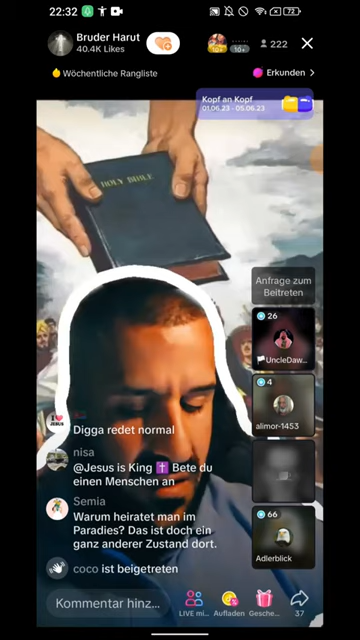 22:32
72
Bruder Harut
40.4K Likes
10+
10+
222
Wöchentliche Rangliste
Erkunden
Kopf an Kopf
01.06.23 - 05.06.23
HOLY BIBLE
Anfrage zum
Beitreten
26
UncleDaw...
4
alimor-1453
66
Adlerblick
I ❤ JESUS
Digga redet normal
nisa
@Jesus is King ✝️ Bete du
einen Menschen an
Semia
Warum heiratet man im
Paradies? Das ist doch ein
ganz anderer Zustand dort.
coco ist beigetreten
Kommentar hinz...
LIVE mi...
Aufladen
Gesche...
37